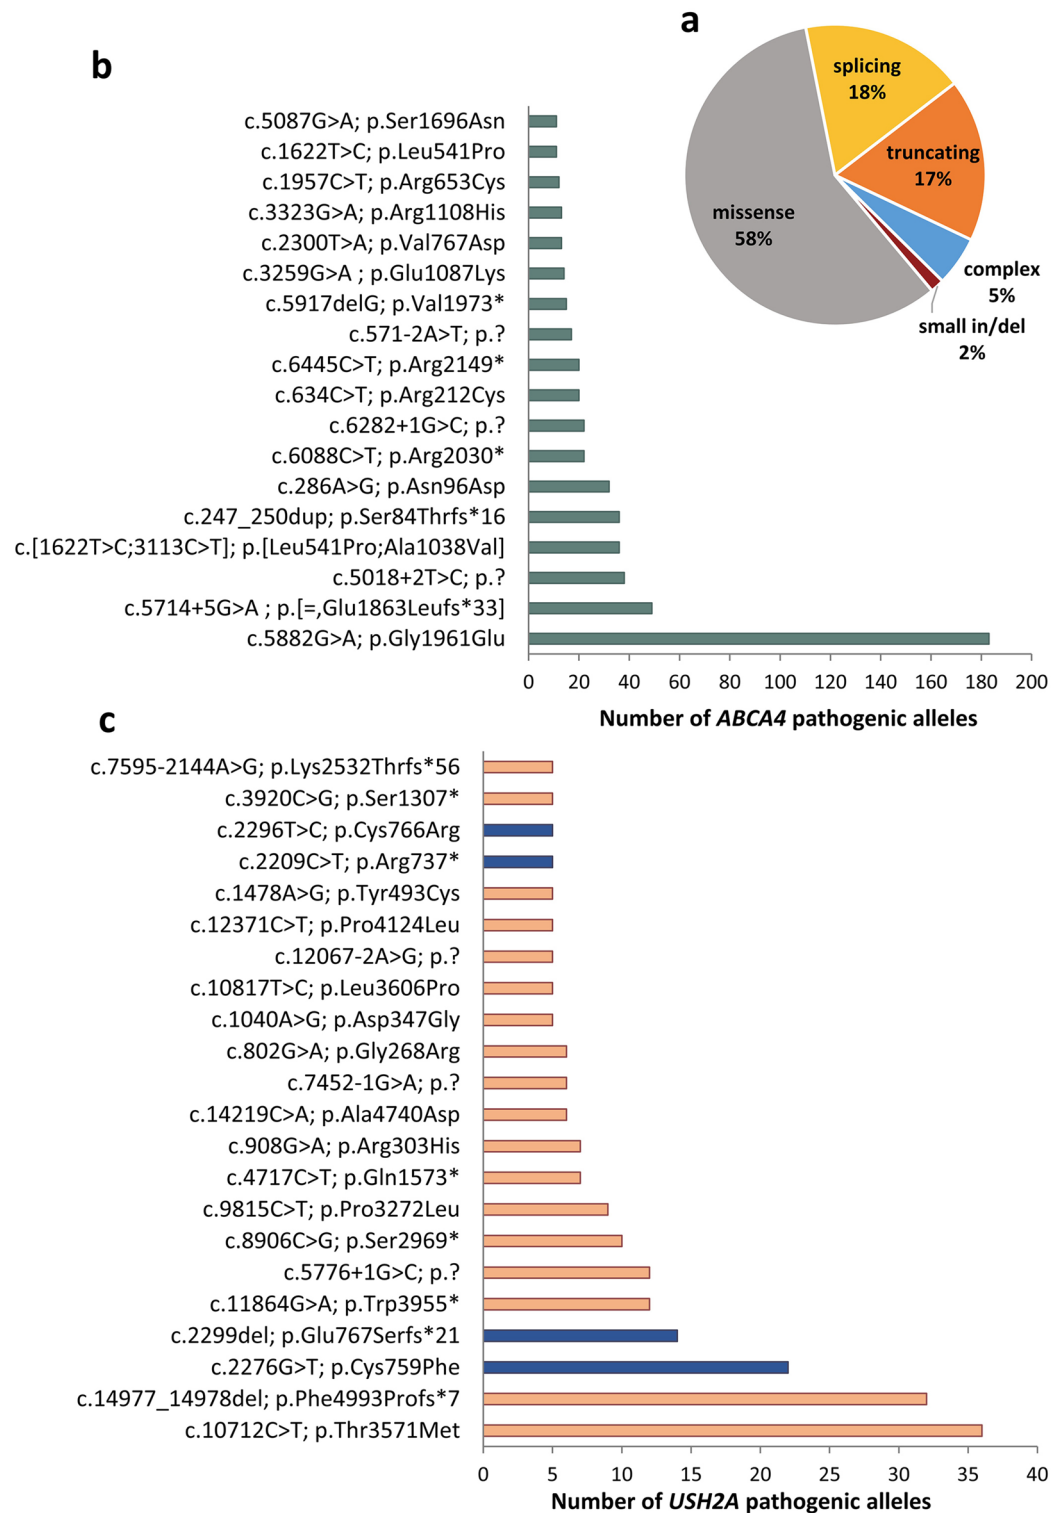 a
splicing
18%
truncating
17%
missense
58%
complex
5%
small in/del
2%
b
c.5087G>A; p.Ser1696Asn
c.1622T>C; p.Leu541Pro
c.1957C>T; p.Arg653Cys
c.3323G>A; p.Arg1108His
c.2300T>A; p.Val767Asp
c.3259G>A ; p.Glu1087Lys
c.5917delG; p.Val1973*
c.571-2A>T; p.?
c.6445C>T; p.Arg2149*
c.634C>T; p.Arg212Cys
c.6282+1G>C; p.?
c.6088C>T; p.Arg2030*
c.286A>G; p.Asn96Asp
c.247_250dup; p.Ser84Thrfs*16
c.[1622T>C;3113C>T]; p.[Leu541Pro;Ala1038Val]
c.5018+2T>C; p.?
c.5714+5G>A ; p.[=,Glu1863Leufs*33]
c.5882G>A; p.Gly1961Glu
0 20 40 60 80 100 120 140 160 180 200
Number of ABCA4 pathogenic alleles
c
c.7595-2144A>G; p.Lys2532Thrfs*56
c.3920C>G; p.Ser1307*
c.2296T>C; p.Cys766Arg
c.2209C>T; p.Arg737*
c.1478A>G; p.Tyr493Cys
c.12371C>T; p.Pro4124Leu
c.12067-2A>G; p.?
c.10817T>C; p.Leu3606Pro
c.1040A>G; p.Asp347Gly
c.802G>A; p.Gly268Arg
c.7452-1G>A; p.?
c.14219C>A; p.Ala4740Asp
c.908G>A; p.Arg303His
c.4717C>T; p.Gln1573*
c.9815C>T; p.Pro3272Leu
c.8906C>G; p.Ser2969*
c.5776+1G>C; p.?
c.11864G>A; p.Trp3955*
c.2299del; p.Glu767Serfs*21
c.2276G>T; p.Cys759Phe
c.14977_14978del; p.Phe4993Profs*7
c.10712C>T; p.Thr3571Met
0 5 10 15 20 25 30 35 40
Number of USH2A pathogenic alleles